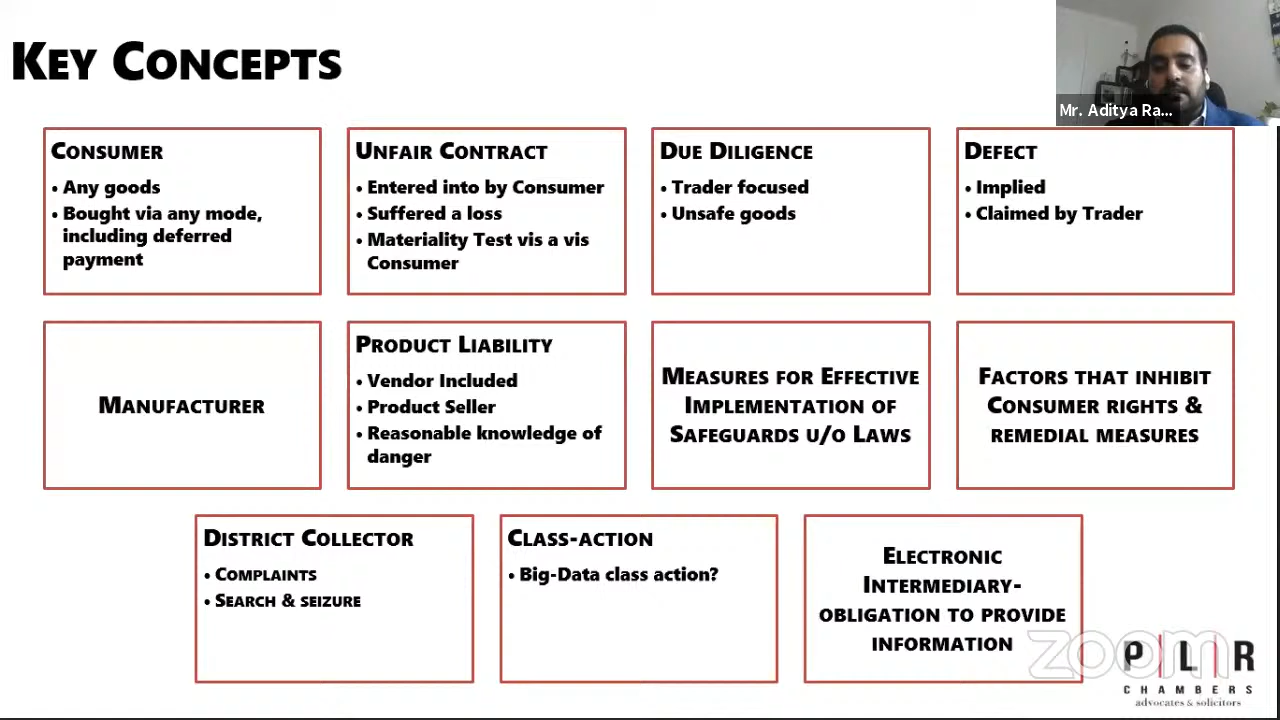 KEY CONCEPTS
Mr. Aditya Ra...
CONSUMER
• Any goods
• Bought via any mode,
including deferred
payment
UNFAIR CONTRACT
• Entered into by Consumer
• Suffered a loss
• Materiality Test vis a vis
Consumer
DUE DILIGENCE
• Trader focused
• Unsafe goods
DEFECT
• Implied
• Claimed by Trader
MANUFACTURER
PRODUCT LIABILITY
• Vendor Included
• Product Seller
• Reasonable knowledge of
danger
MEASURES FOR EFFECTIVE
IMPLEMENTATION OF
SAFEGUARDS U/O LAWS
FACTORS THAT INHIBIT
CONSUMER RIGHTS &
REMEDIAL MEASURES
DISTRICT COLLECTOR
• COMPLAINTS
• SEARCH & SEIZURE
CLASS-ACTION
• Big-Data class action?
ELECTRONIC
INTERMEDIARY-
OBLIGATION TO PROVIDE
INFORMATION
zoom
P|L|R
CHAMBERS
advocates & solicitors